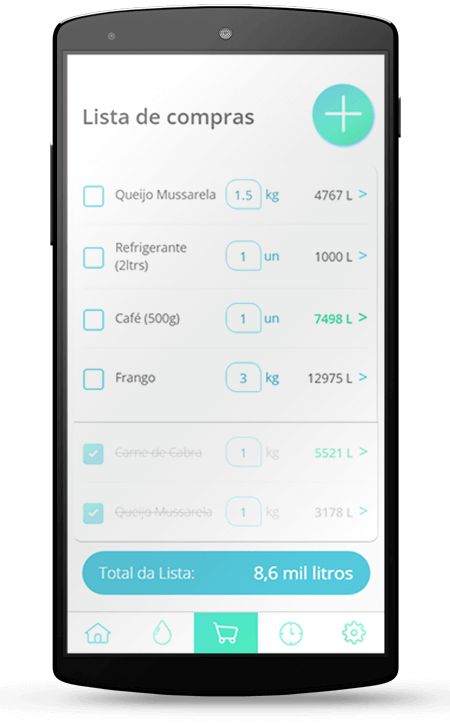 Lista de compras
Queijo Mussarela 1.5 kg 4767 L >
Refrigerante
(2ltrs) 1 un 1000 L >
Café (500g) 1 un 7498 L >
Frango 3 kg 12975 L >
Carne de Cabra 1 kg 5521 L >
Queijo Mussarela 1 kg 3178 L >
Total da Lista: 8,6 mil litros